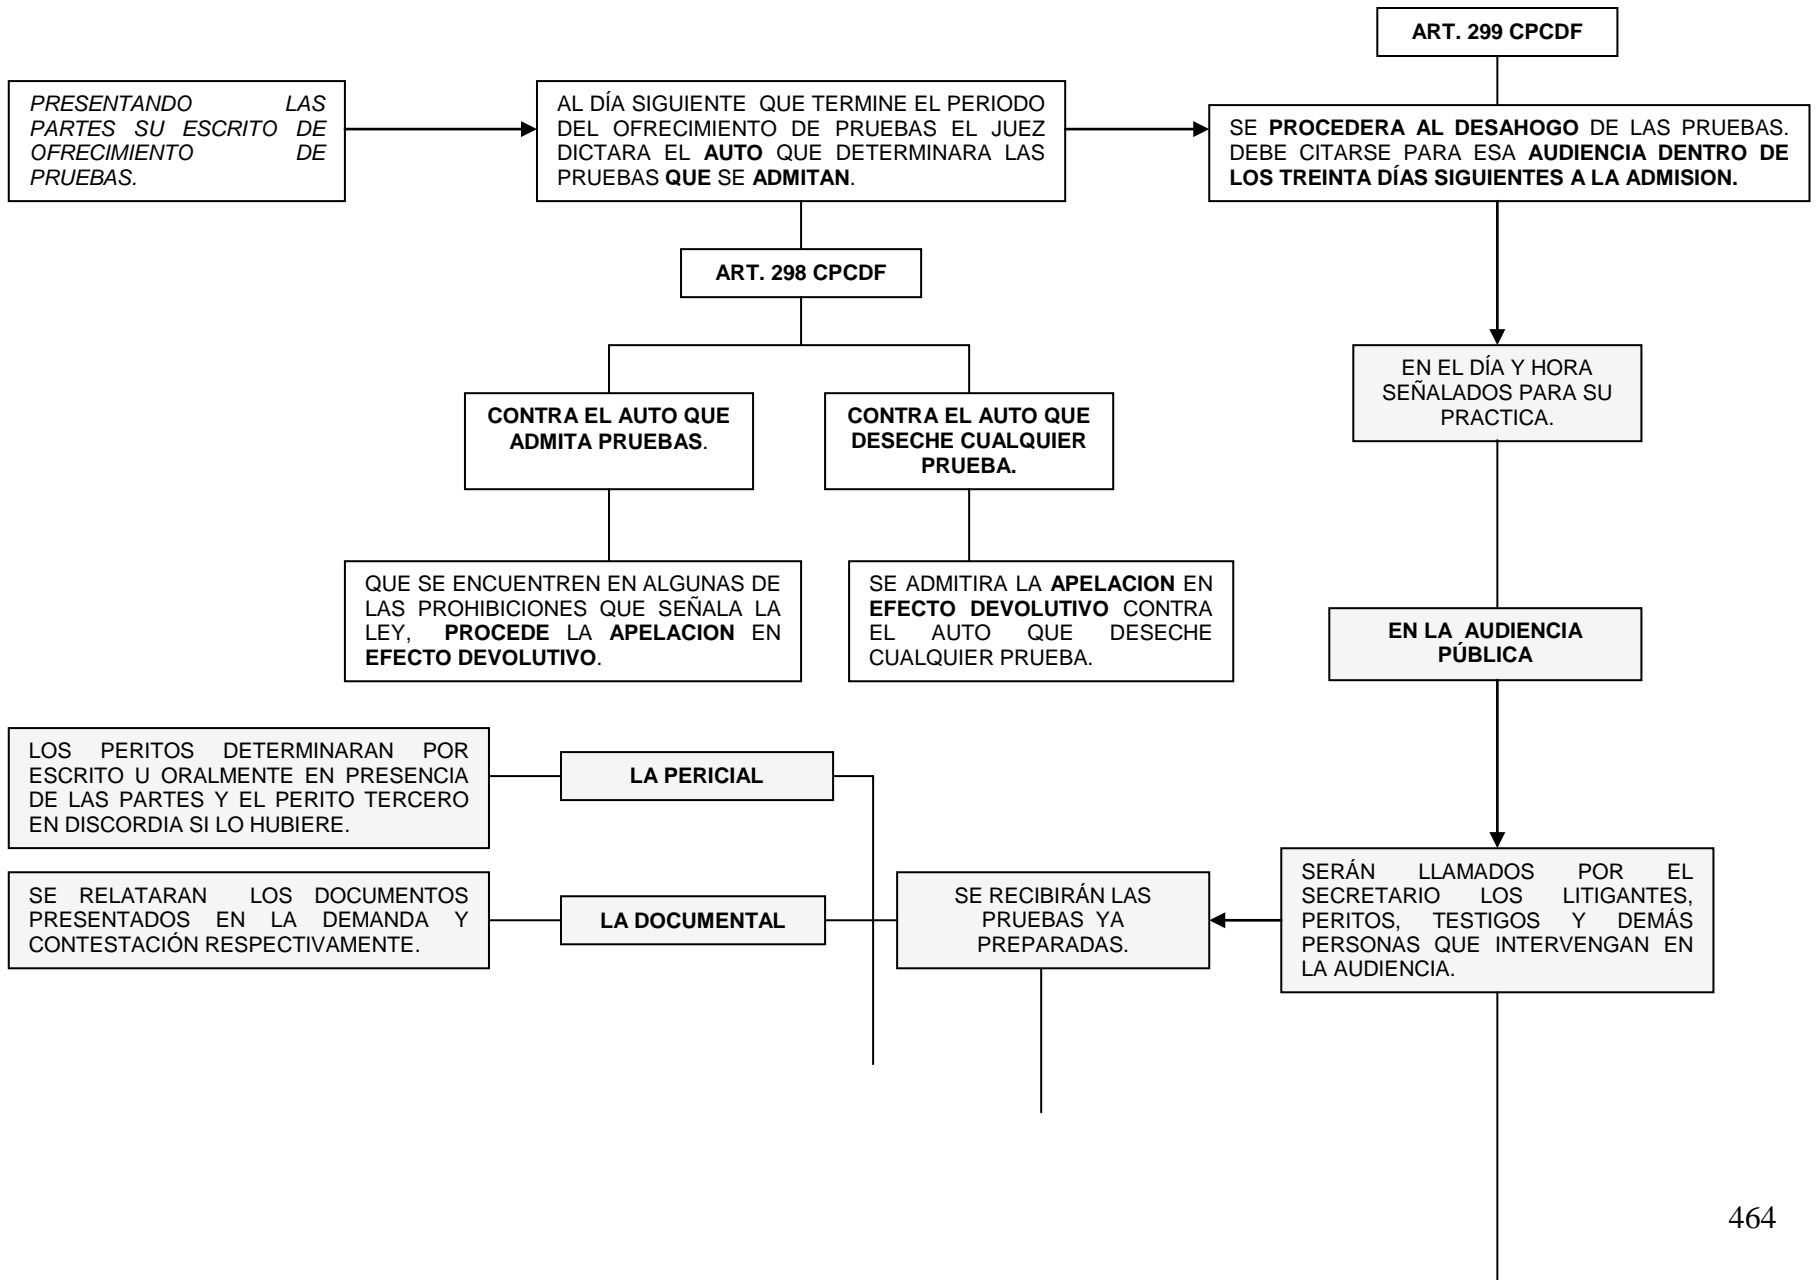 ART. 299 CPCDF
PRESENTANDO LAS
PARTES SU ESCRITO DE
OFRECIMIENTO DE
PRUEBAS.
AL DÍA SIGUIENTE QUE TERMINE EL PERIODO
DEL OFRECIMIENTO DE PRUEBAS EL JUEZ
DICTARA EL AUTO QUE DETERMINARA LAS
PRUEBAS QUE SE ADMITAN.
SE PROCEDERA AL DESAHOGO DE LAS PRUEBAS.
DEBE CITARSE PARA ESA AUDIENCIA DENTRO DE
LOS TREINTA DÍAS SIGUIENTES A LA ADMISION.
ART. 298 CPCDF
CONTRA EL AUTO QUE
ADMITA PRUEBAS.
CONTRA EL AUTO QUE
DESECHE CUALQUIER
PRUEBA.
EN EL DÍA Y HORA
SEÑALADOS PARA SU
PRACTICA.
QUE SE ENCUENTREN EN ALGUNAS DE
LAS PROHIBICIONES QUE SEÑALA LA
LEY, PROCEDE LA APELACION EN
EFECTO DEVOLUTIVO.
SE ADMITIRA LA APELACION EN
EFECTO DEVOLUTIVO CONTRA
EL AUTO QUE DESECHE
CUALQUIER PRUEBA.
EN LA AUDIENCIA
PÚBLICA
LOS PERITOS DETERMINARAN POR
ESCRITO U ORALMENTE EN PRESENCIA
DE LAS PARTES Y EL PERITO TERCERO
EN DISCORDIA SI LO HUBIERE.
LA PERICIAL
SE RELATARAN LOS DOCUMENTOS
PRESENTADOS EN LA DEMANDA Y
CONTESTACIÓN RESPECTIVAMENTE.
LA DOCUMENTAL
SE RECIBIRÁN LAS
PRUEBAS YA
PREPARADAS.
SERÁN LLAMADOS POR EL
SECRETARIO LOS LITIGANTES,
PERITOS, TESTIGOS Y DEMÁS
PERSONAS QUE INTERVENGAN EN
LA AUDIENCIA.
464